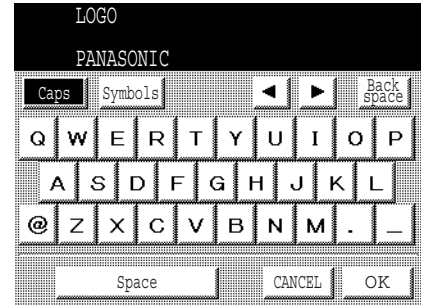 LOGO
PANASONIC
Caps Symbols ◄ ► Back space
Q W E R T Y U I O P
A S D F G H J K L
@ Z X C V B N M . _
Space CANCEL OK